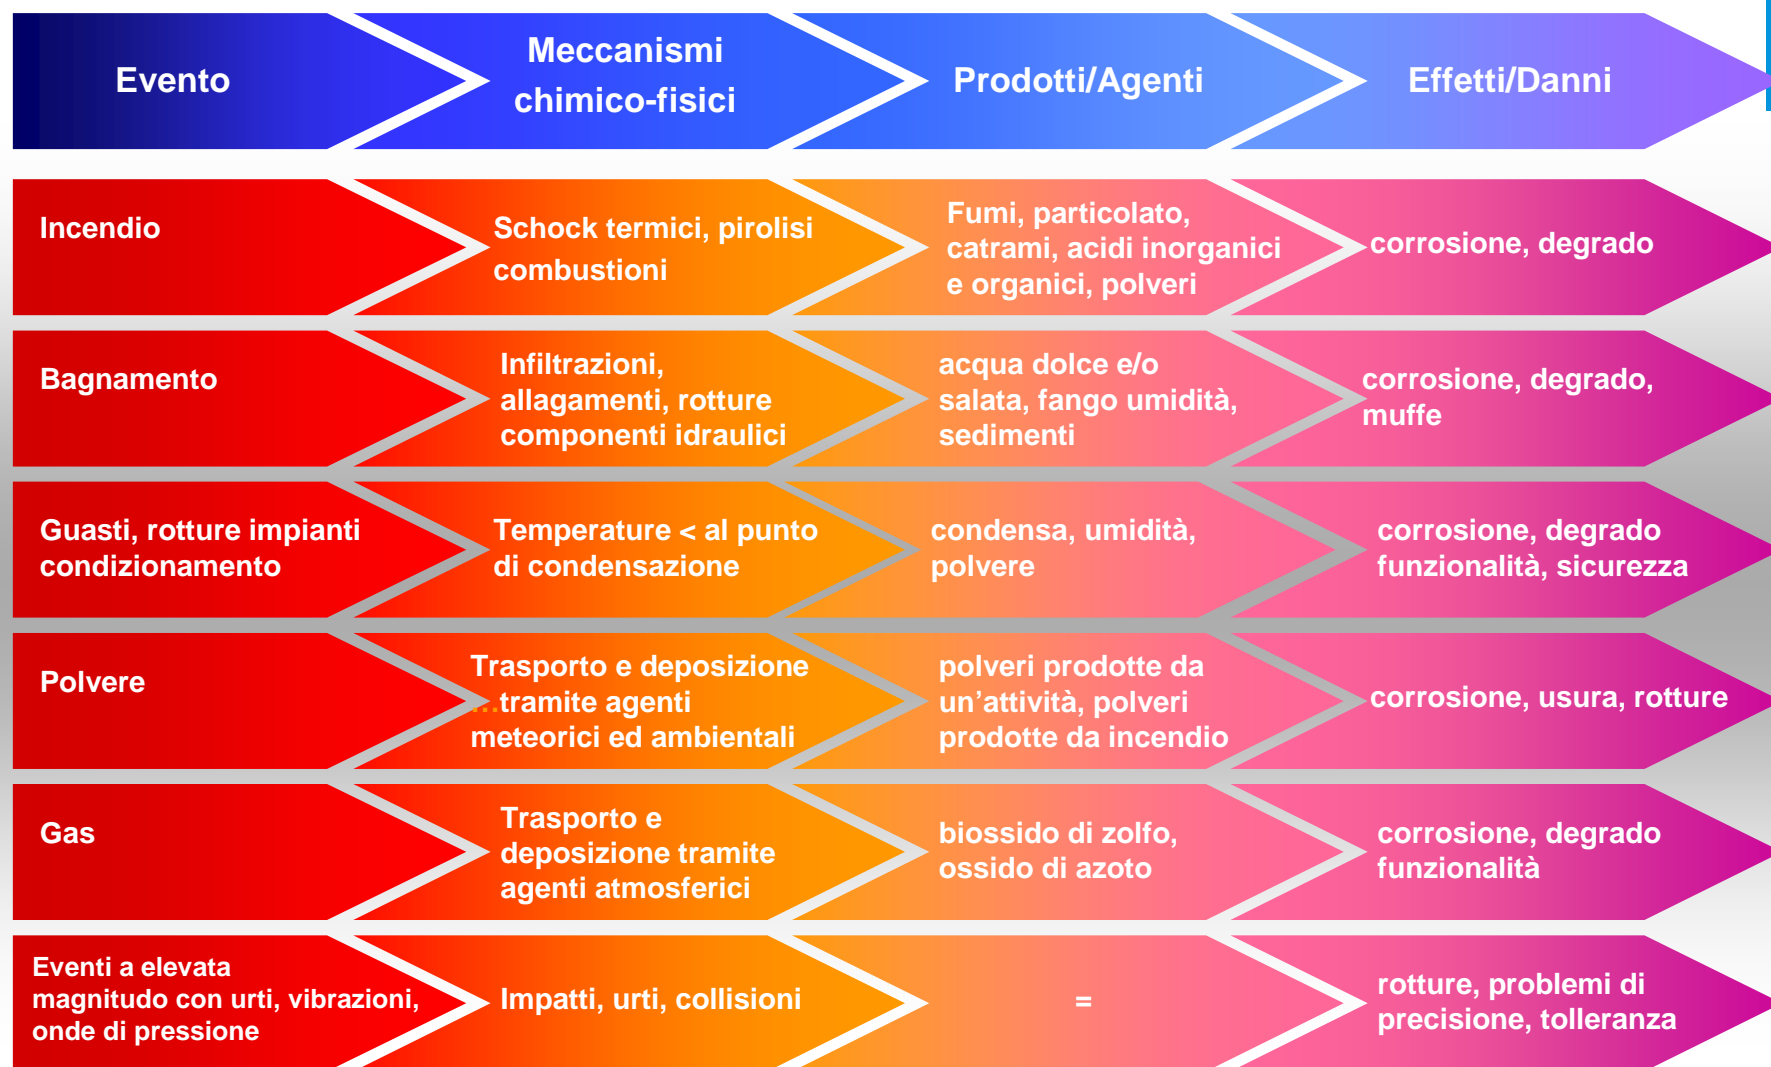 Evento
Meccanismi
chimico-fisici
Prodotti/Agenti
Effetti/Danni
Incendio
Schock termici, pirolisi
combustioni
Fumi, particolato,
catrami, acidi inorganici
e organici, polveri
corrosione, degrado
Bagnamento
Infiltrazioni,
allagamenti, rotture
componenti idraulici
acqua dolce e/o
salata, fango umidità,
sedimenti
corrosione, degrado,
muffe
Guasti, rotture impianti
condizionamento
Temperature < al punto
di condensazione
condensa, umidità,
polvere
corrosione, degrado
funzionalità, sicurezza
Polvere
Trasporto e deposizione
…tramite agenti
meteorici ed ambientali
polveri prodotte da
un’attività, polveri
prodotte da incendio
corrosione, usura, rotture
Gas
Trasporto e
deposizione tramite
agenti atmosferici
biossido di zolfo,
ossido di azoto
corrosione, degrado
funzionalità
Eventi a elevata
magnitudo con urti, vibrazioni,
onde di pressione
Impatti, urti, collisioni
=
rotture, problemi di
precisione, tolleranza